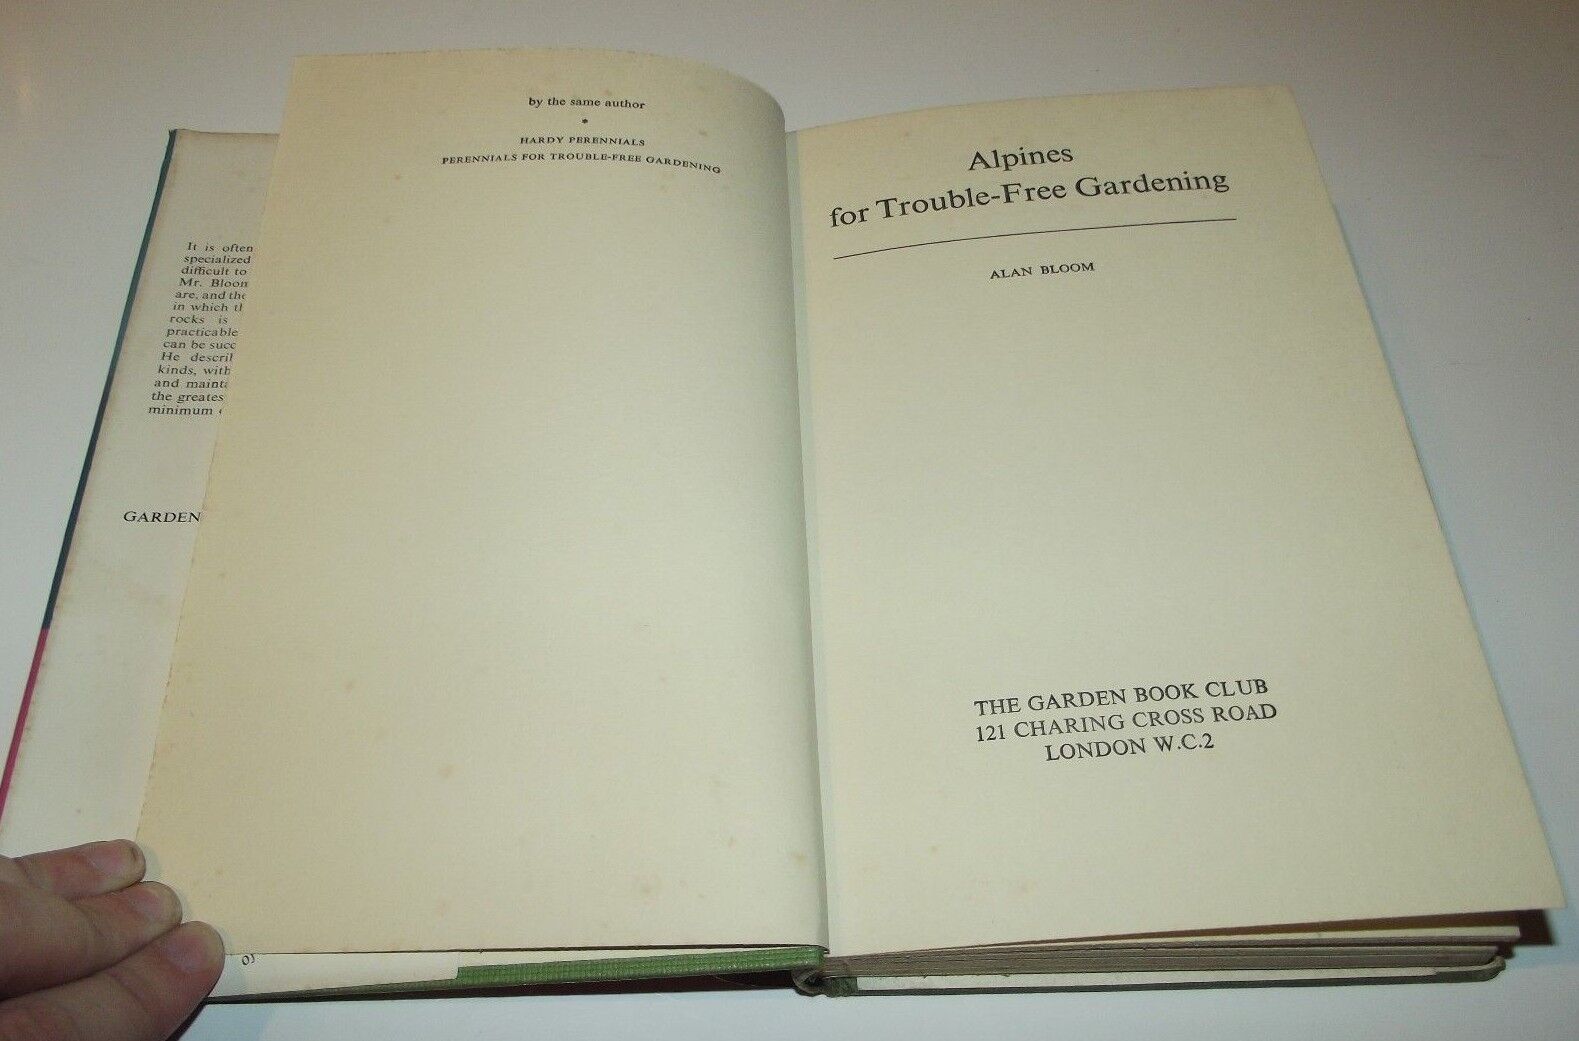 by the same author
*
HARDY PERENNIALS
PERENNIALS FOR TROUBLE-FREE GARDENING
It is often
specialized
difficult to
Mr. Bloom
are, and the
in which th
rocks is
practicable
can be succ
He descril
kinds, with
and maint
the greates
minimum
GARDEN
Alpines
for Trouble-Free Gardening
ALAN BLOOM
THE GARDEN BOOK CLUB
121 CHARING CROSS ROAD
LONDON W.C.2